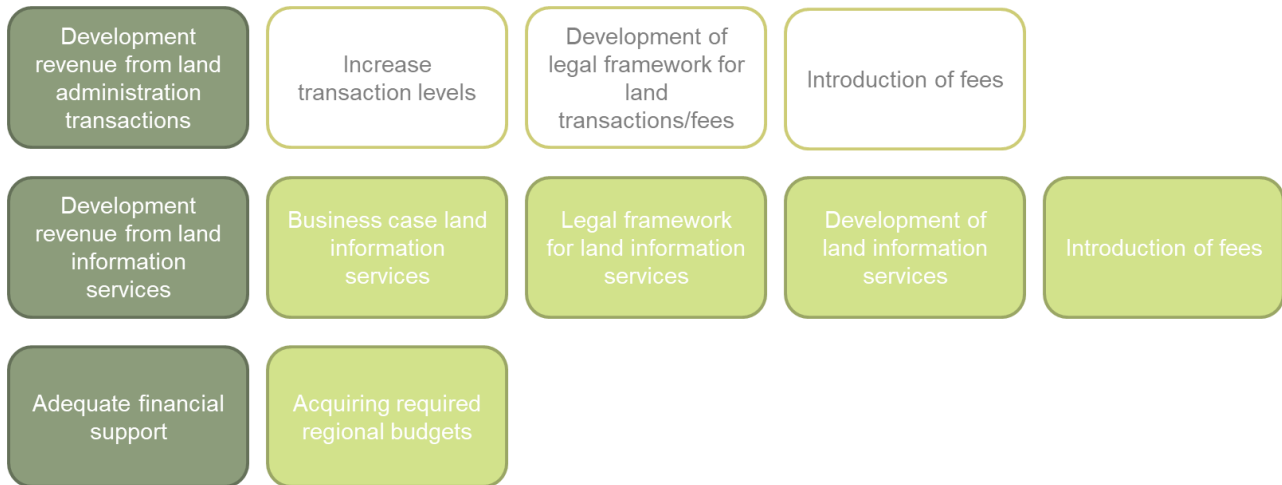 Development
revenue from land
administration
transactions
Increase
transaction levels
Development of
legal framework for
land
transactions/fees
Introduction of fees
Development
revenue from land
information
services
Business case land
information
services
Legal framework
for land information
services
Development of
land information
services
Introduction of fees
Adequate financial
support
Acquiring required
regional budgets